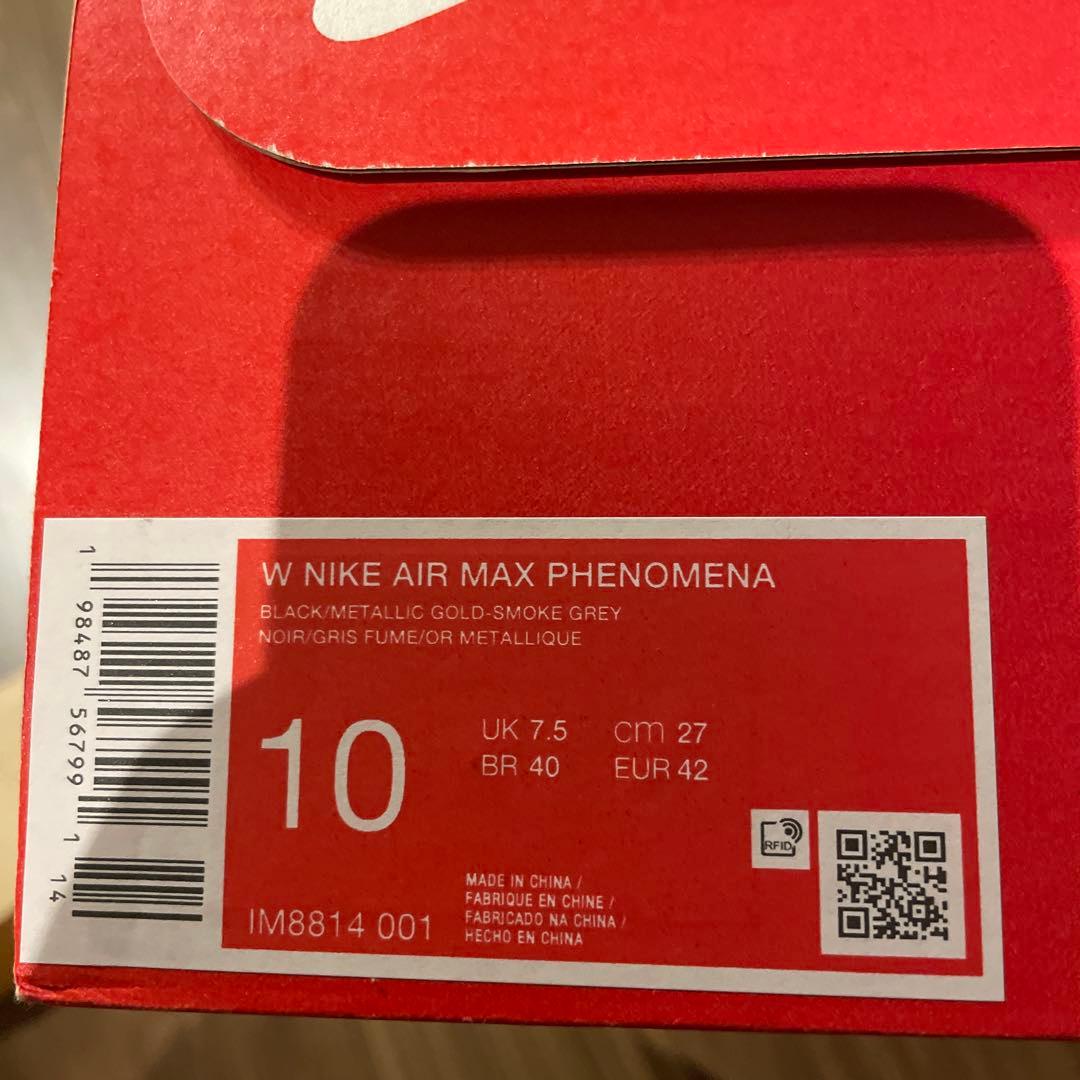 W NIKE AIR MAX PHENOMENA
BLACK/METALLIC GOLD-SMOKE GREY
NOIR/GRIS FUME/OR METALLIQUE
10
UK 7.5
cm 27
BR 40
EUR 42
RFID
MADE IN CHINA /
FABRIQUE EN CHINE /
FABRICADO NA CHINA /
HECHO EN CHINA
IM8814 001
1 98487 56799 1 14